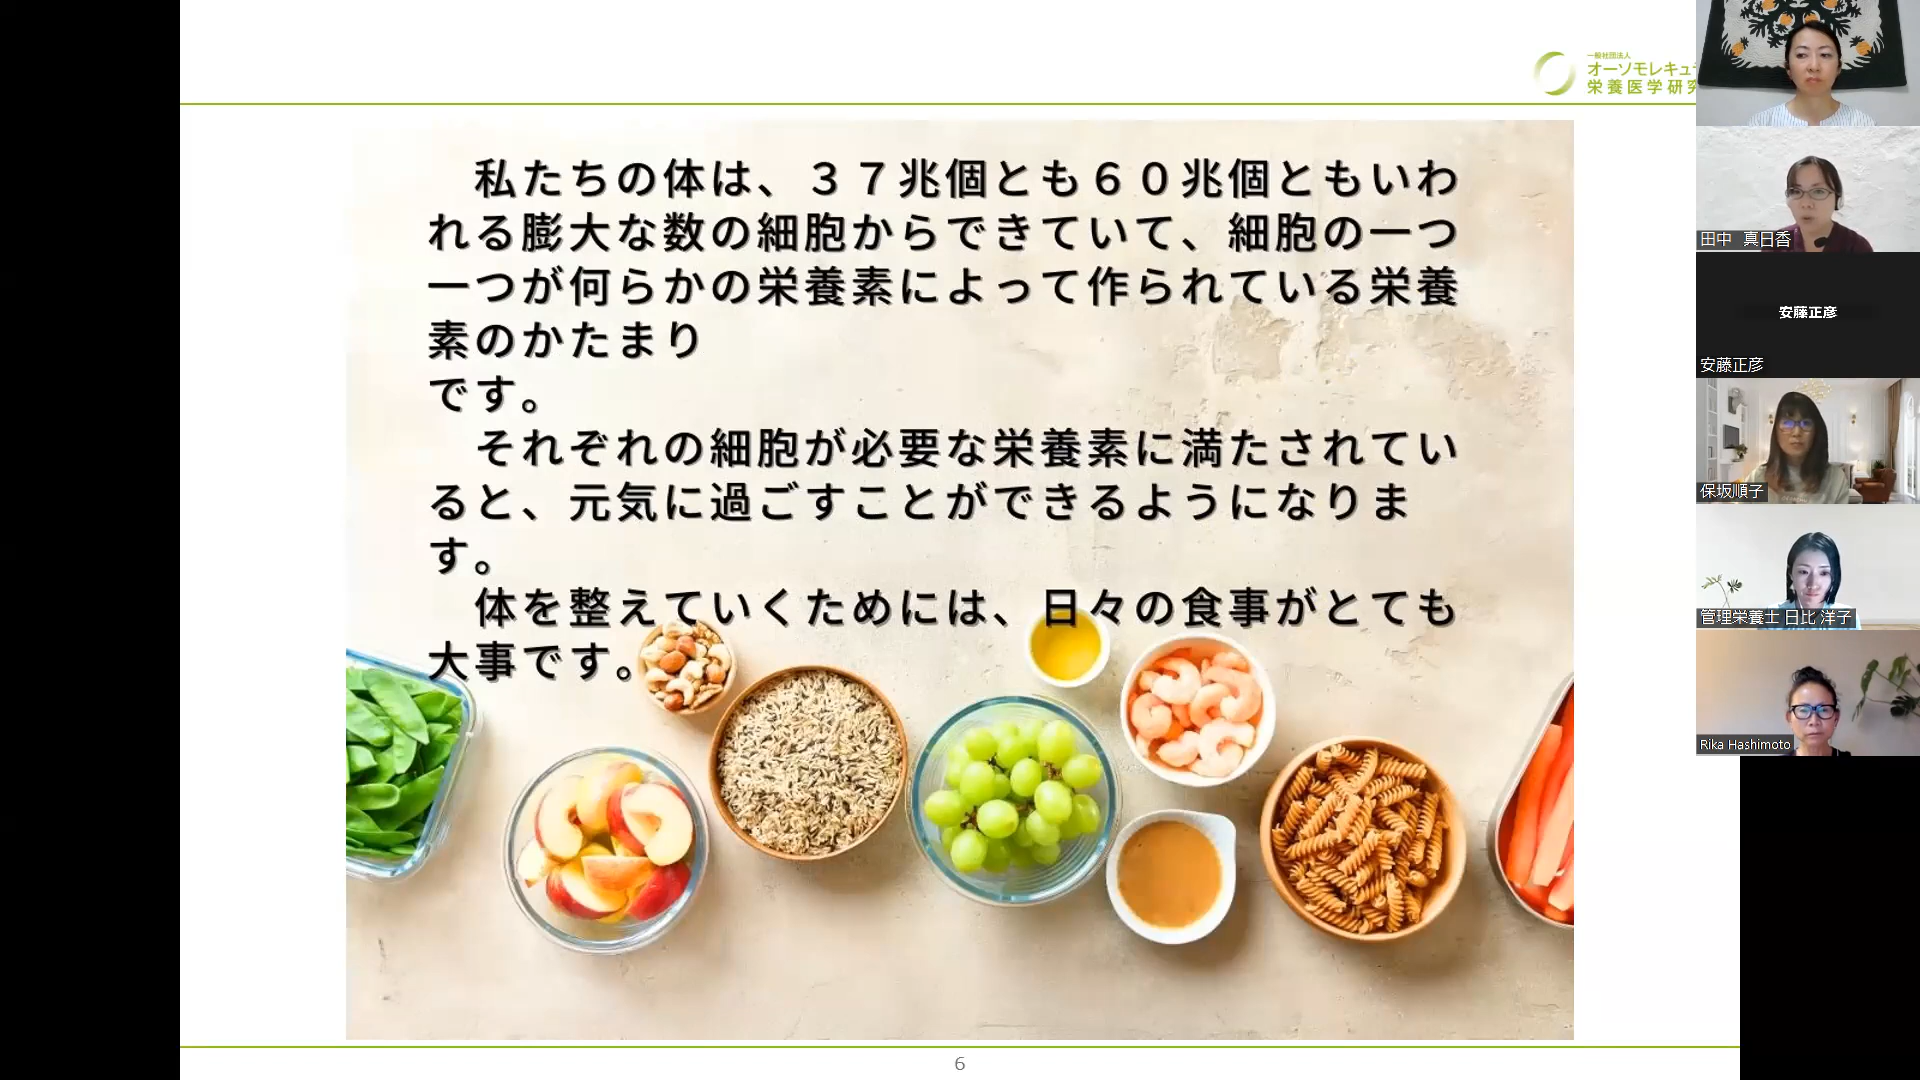 一般社団法人
オーソモレキュ
栄養医学研究
　私たちの体は、３７兆個とも６０兆個ともいわ
れる膨大な数の細胞からできていて、細胞の一つ
一つが何らかの栄養素によって作られている栄養
素のかたまり
です。
　それぞれの細胞が必要な栄養素に満たされてい
ると、元気に過ごすことができるようになりま
す。
　体を整えていくためには、日々の食事がとても
大事です。
6
田中　真日香
安藤正彦
安藤正彦
保坂順子
管理栄養士 日比 洋子
Rika Hashimoto